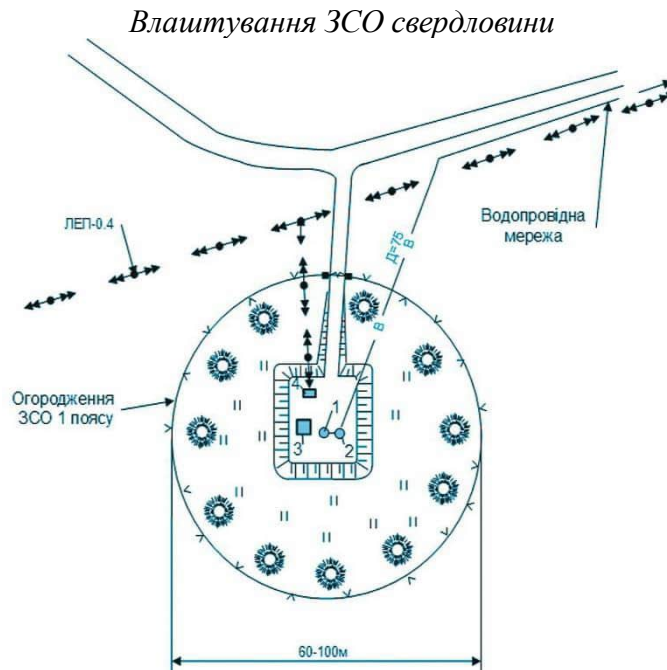 Влаштування ЗСО свердловини
ЛЕП-0.4
Водопровідна
мережа
Д=75
В
В
Огородження
ЗСО 1 поясу
4
1
3
2
60-100м